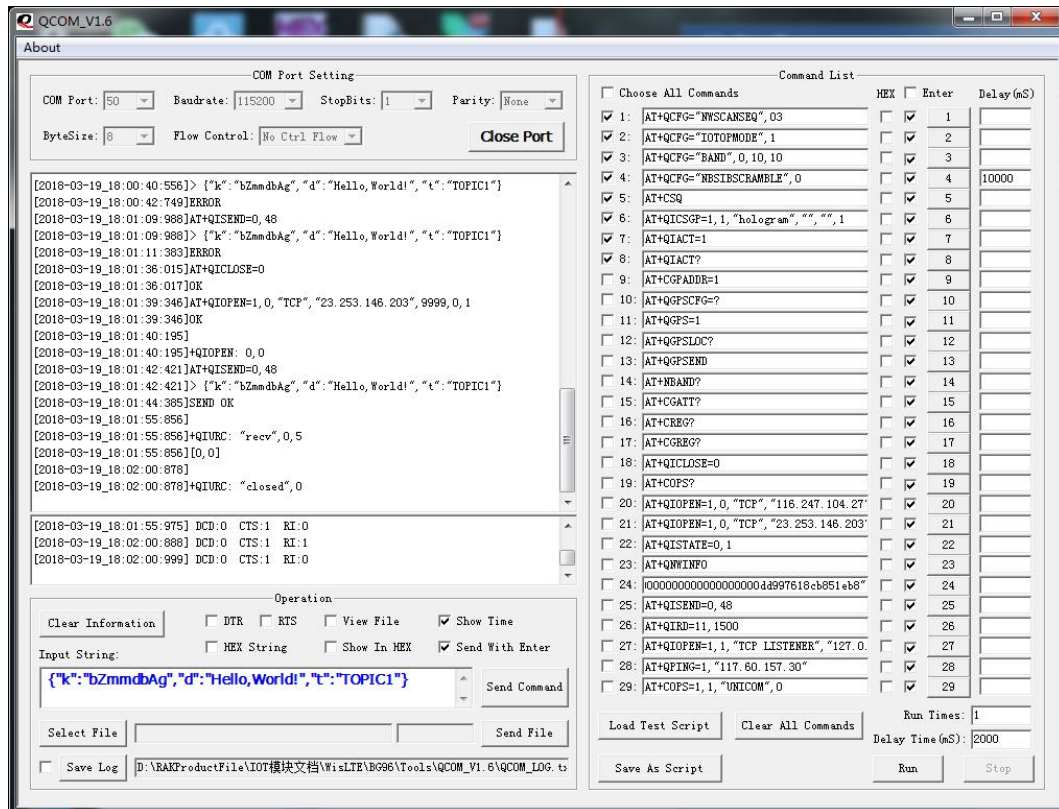 QCOM_V1.6
About
COM Port Setting
COM Port: 50 Baudrate: 115200 StopBits: 1 Parity: None
ByteSize: 8 Flow Control: No Ctrl Flow Close Port
[2018-03-19_18:00:40:556]> {"k":"bZmmdbAg","d":"Hello,World!","t":"TOPIC1"}
[2018-03-19_18:00:42:749]ERROR
[2018-03-19_18:01:09:988]AT+QISEND=0,48
[2018-03-19_18:01:09:988]> {"k":"bZmmdbAg","d":"Hello,World!","t":"TOPIC1"}
[2018-03-19_18:01:11:383]ERROR
[2018-03-19_18:01:36:015]AT+QICLOSE=0
[2018-03-19_18:01:36:017]OK
[2018-03-19_18:01:39:346]AT+QIOPEN=1,0,"TCP","23.253.146.203",9999,0,1
[2018-03-19_18:01:39:346]OK
[2018-03-19_18:01:40:195]
[2018-03-19_18:01:40:195]+QIOPEN: 0,0
[2018-03-19_18:01:42:421]AT+QISEND=0,48
[2018-03-19_18:01:42:421]> {"k":"bZmmdbAg","d":"Hello,World!","t":"TOPIC1"}
[2018-03-19_18:01:44:385]SEND OK
[2018-03-19_18:01:55:856]
[2018-03-19_18:01:55:856]+QIURC: "recv",0,5
[2018-03-19_18:01:55:856][0,0]
[2018-03-19_18:02:00:878]
[2018-03-19_18:02:00:878]+QIURC: "closed",0
[2018-03-19_18:01:55:975] DCD:0 CTS:1 RI:0
[2018-03-19_18:02:00:888] DCD:0 CTS:1 RI:1
[2018-03-19_18:02:00:999] DCD:0 CTS:1 RI:0
Operation
Clear Information DTR RTS View File Show Time
HEX String Show In HEX Send With Enter
Input String:
{"k":"bZmmdbAg","d":"Hello,World!","t":"TOPIC1"}
Send Command
Select File Send File
Save Log D:\RAKProductFile\IOT模块文档\WisLTE\BG96\Tools\QCOM_V1.6\QCOM_LOG.t
Command List
Choose All Commands HEX Enter Delay(mS)
1: AT+QCFG="NWSCANSEQ",03 1
2: AT+QCFG="IOTOPMODE",1 2
3: AT+QCFG="BAND",0,10,10 3
4: AT+QCFG="NBSIBSCRAMBLE",0 4 10000
5: AT+CSQ 5
6: AT+QICSGP=1,1,"hologram","","",1 6
7: AT+QIACT=1 7
8: AT+QIACT? 8
9: AT+CGPADDR=1 9
10: AT+QGPSCFG=? 10
11: AT+QGPS=1 11
12: AT+QGPSLOC? 12
13: AT+QGPSEND 13
14: AT+NBAND? 14
15: AT+CGATT? 15
16: AT+CREG? 16
17: AT+CGREG? 17
18: AT+QICLOSE=0 18
19: AT+COPS? 19
20: AT+QIOPEN=1,0,"TCP","116.247.104.27' 20
21: AT+QIOPEN=1,0,"TCP","23.253.146.203' 21
22: AT+QISTATE=0,1 22
23: AT+QNWINFO 23
24: 00000000000000000000dd997618cb851eb8" 24
25: AT+QISEND=0,48 25
26: AT+QIRD=11,1500 26
27: AT+QIOPEN=1,1,"TCP LISTENER","127.0. 27
28: AT+QPING=1,"117.60.157.30" 28
29: AT+COPS=1,1,"UNICOM",0 29
Load Test Script Clear All Commands Run Times: 1
Delay Time(mS): 2000
Save As Script Run Stop